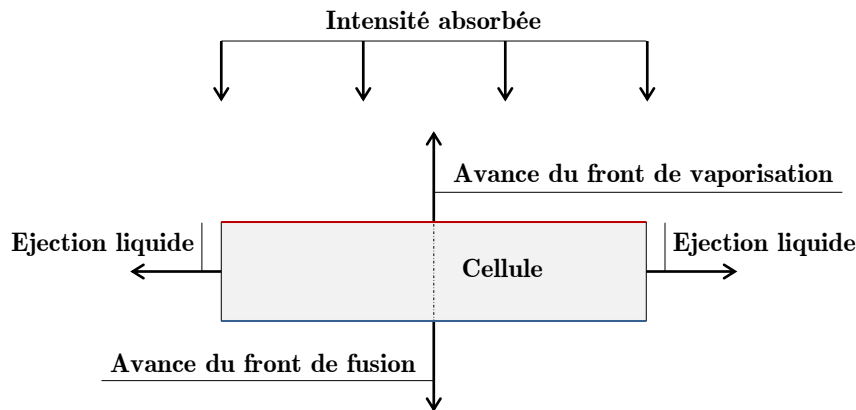 Intensité absorbée
Avance du front de vaporisation
Ejection liquide
Ejection liquide
Cellule
Avance du front de fusion